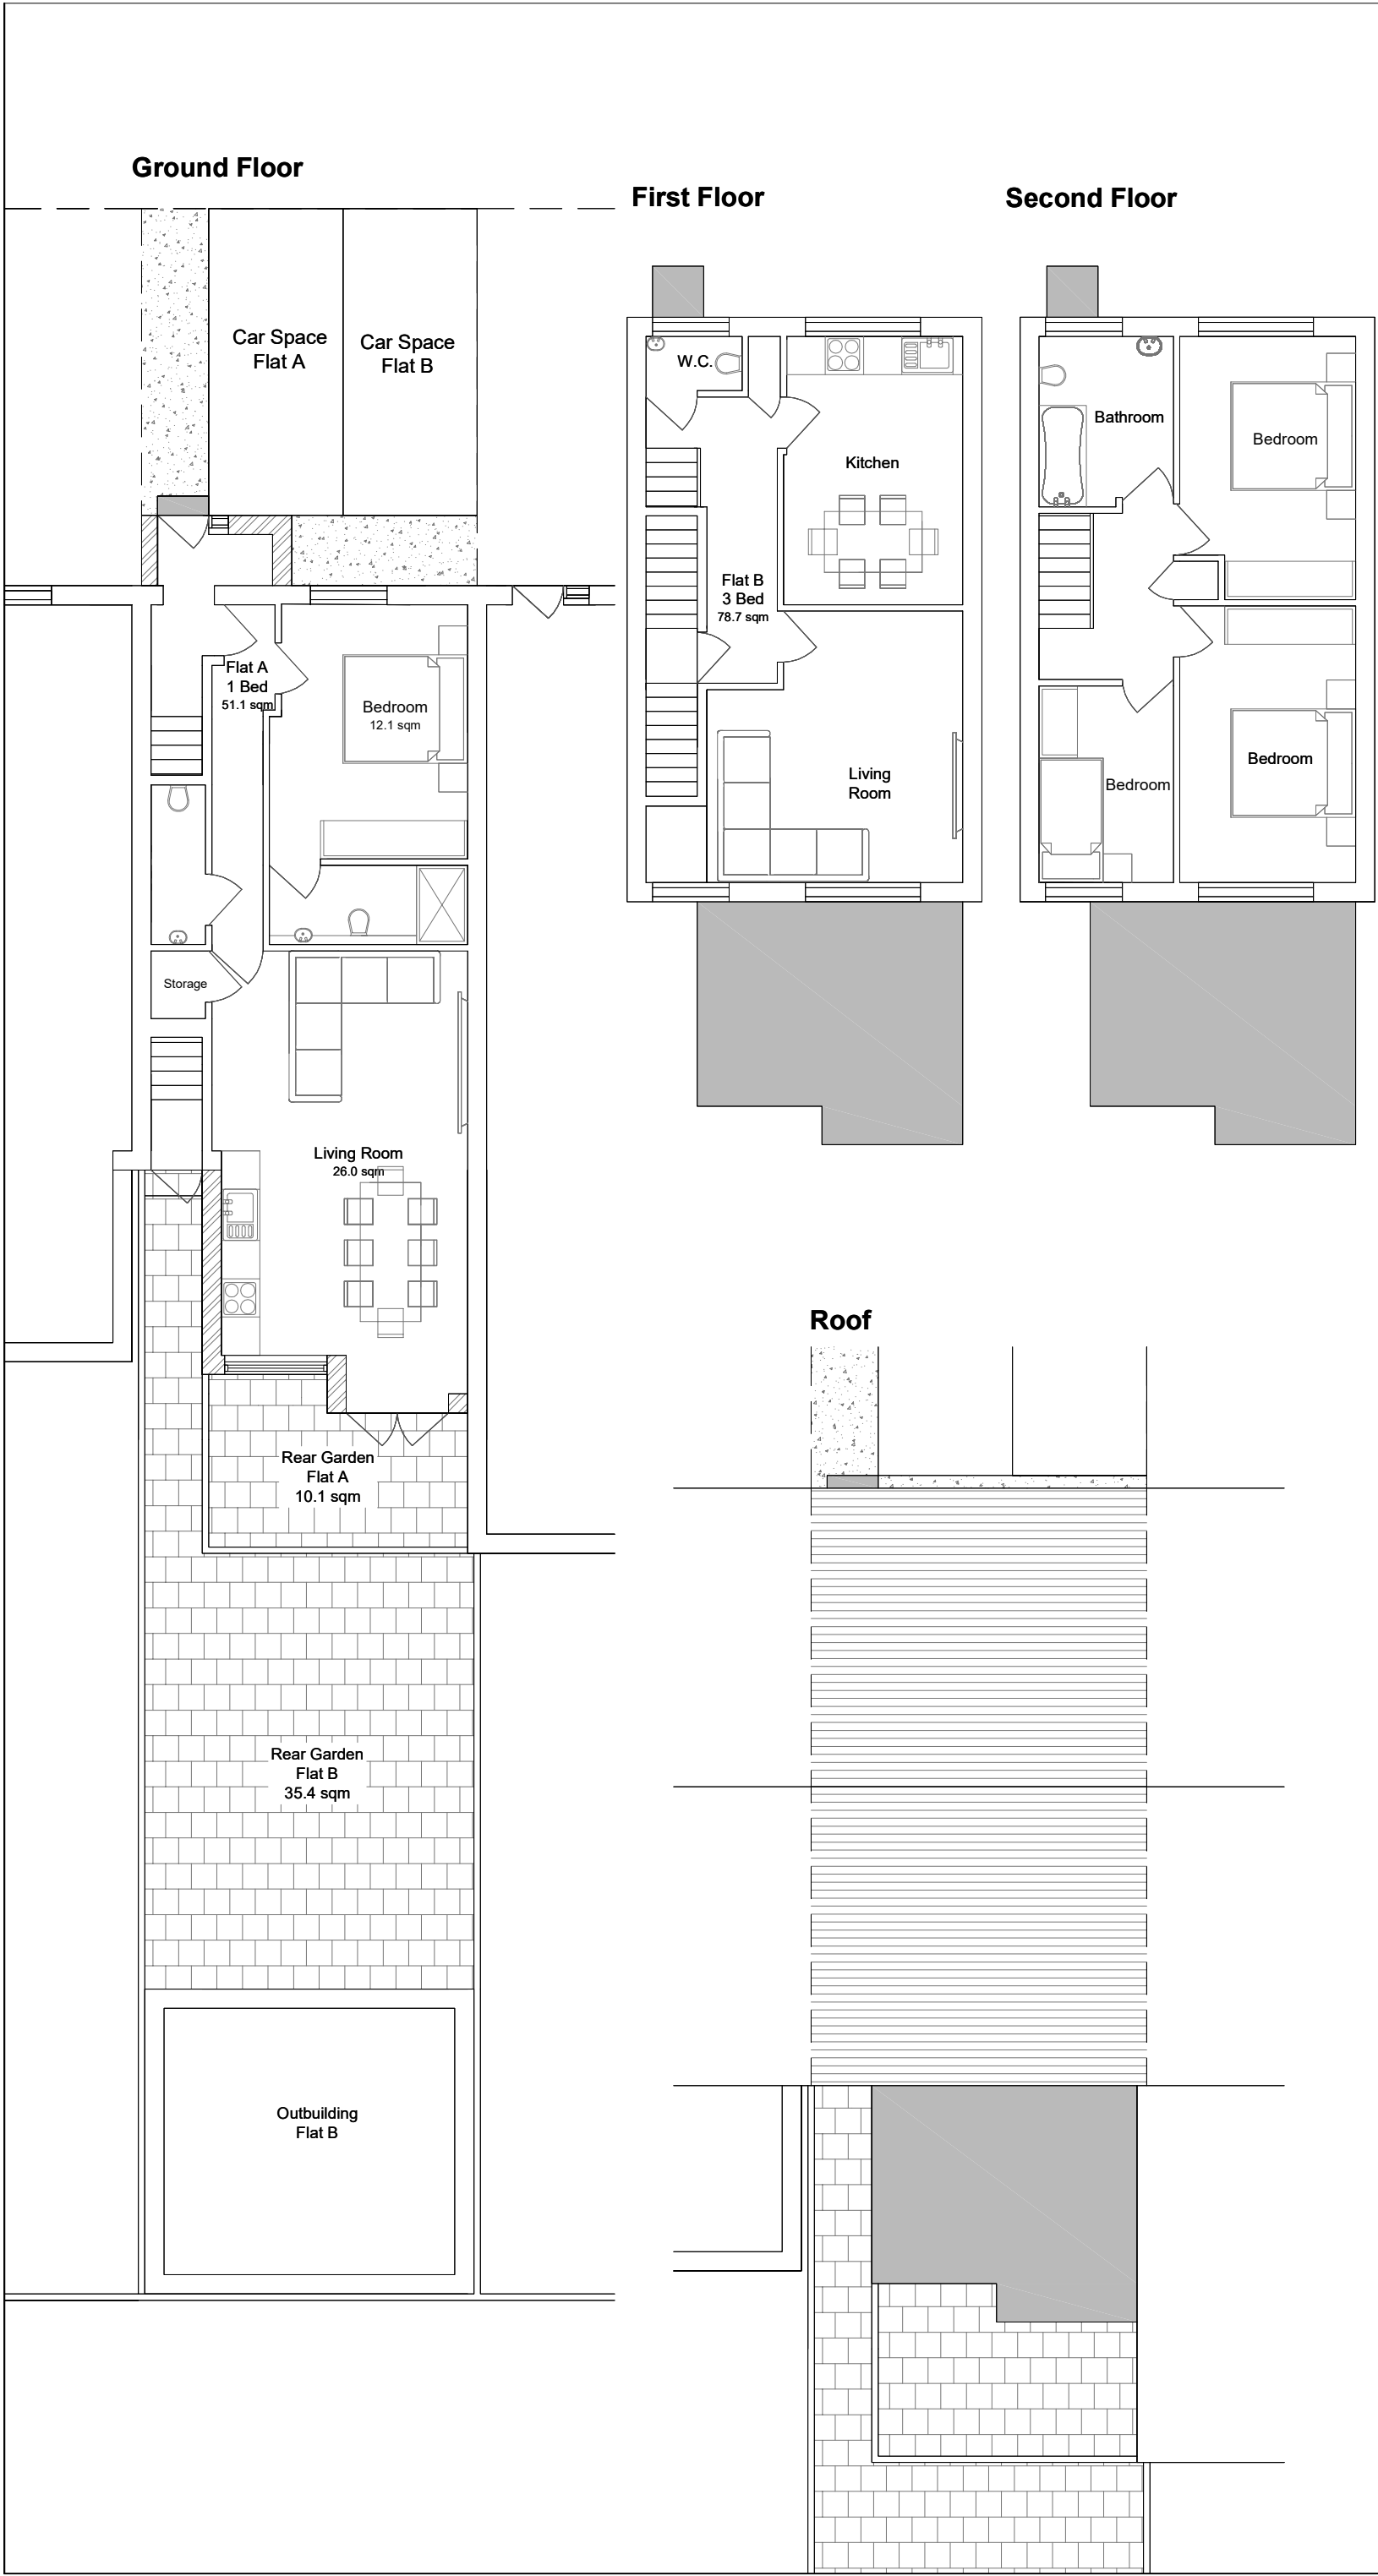 Ground Floor
First Floor
Second Floor
Car Space
Flat A
Car Space
Flat B
W.C.
Kitchen
Flat B
3 Bed
78.7 sqm
Living
Room
Bathroom
Bedroom
Bedroom
Bedroom
Flat A
1 Bed
51.1 sqm
Bedroom
12.1 sqm
Storage
Living Room
26.0 sqm
Rear Garden
Flat A
10.1 sqm
Rear Garden
Flat B
35.4 sqm
Outbuilding
Flat B
Roof